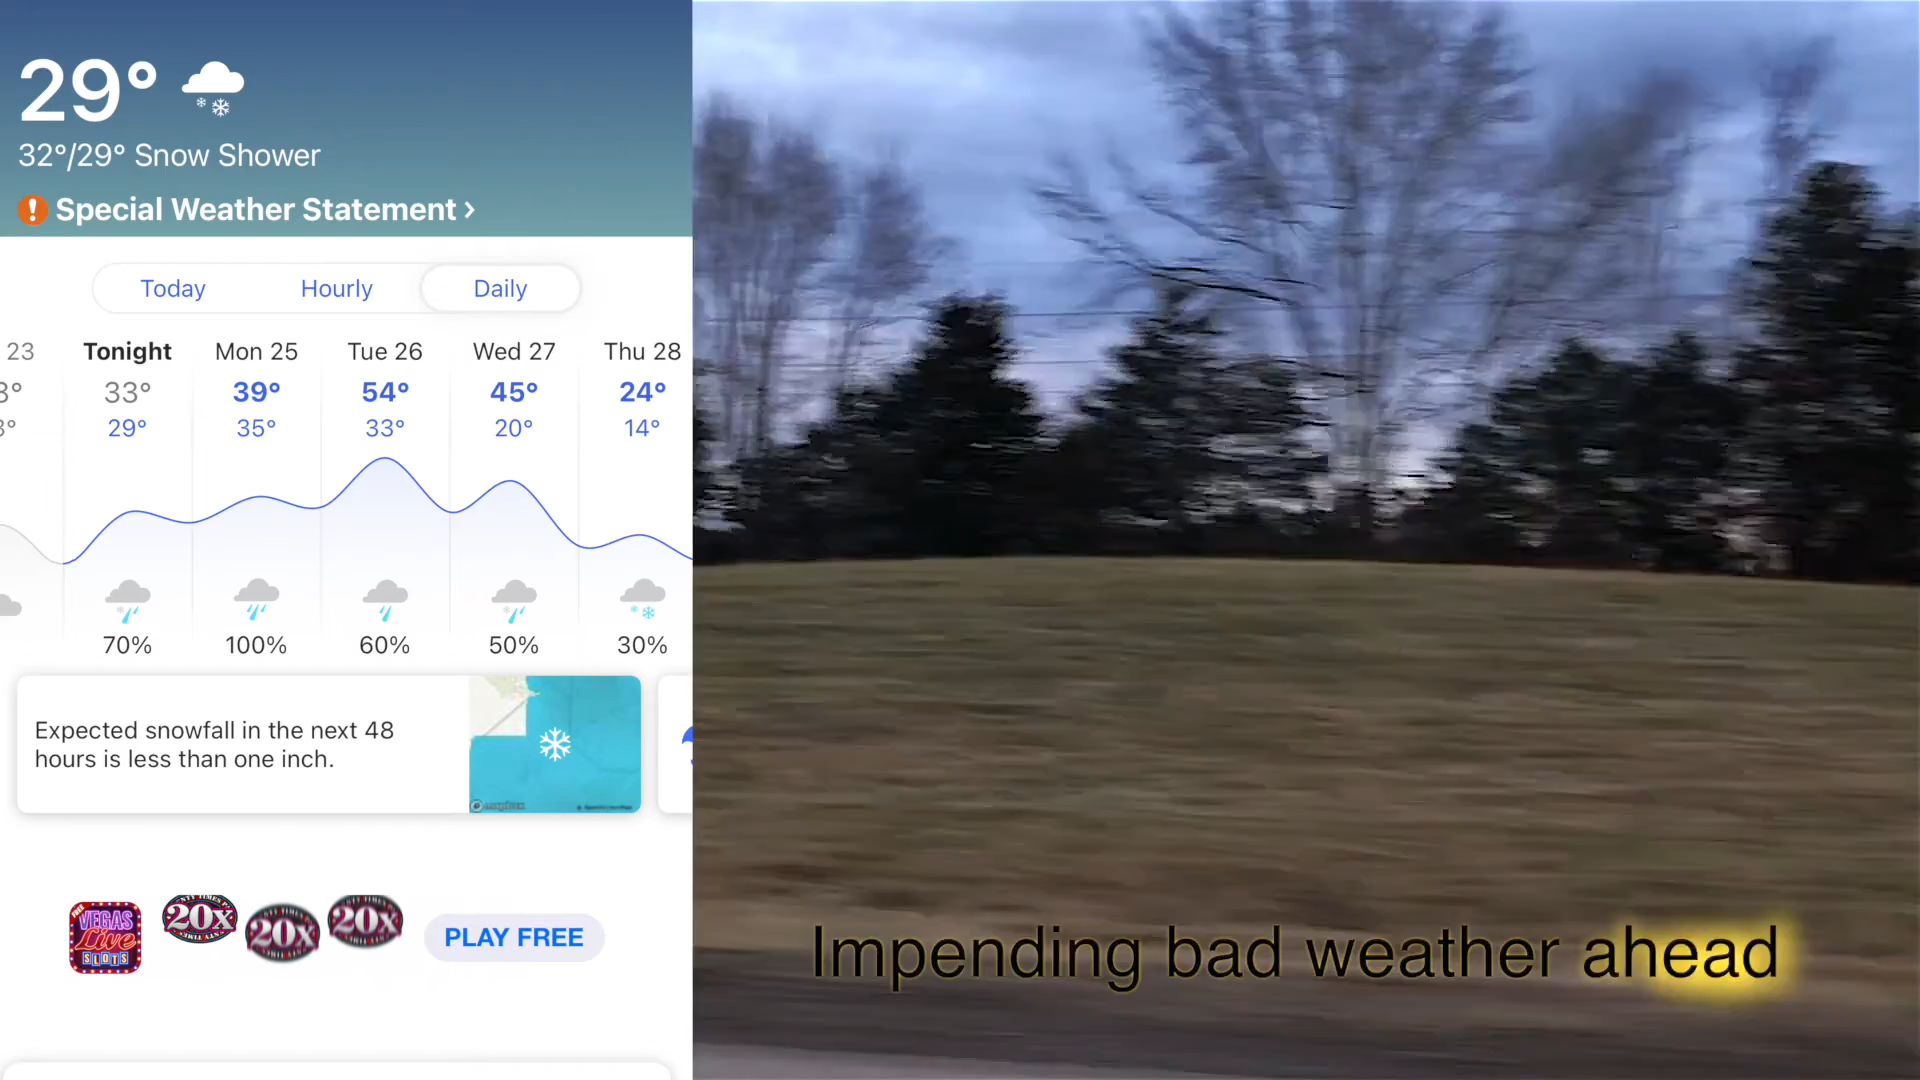 29°
32°/29° Snow Shower
! Special Weather Statement >
Today Hourly Daily
23 Tonight Mon 25 Tue 26 Wed 27 Thu 28
3° 33° 39° 54° 45° 24°
3° 29° 35° 33° 20° 14°
70% 100% 60% 50% 30%
Expected snowfall in the next 48
hours is less than one inch.
FREE
VEGAS
Live
SLOTS
20x 20x 20x
PLAY FREE
Impending bad weather ahead